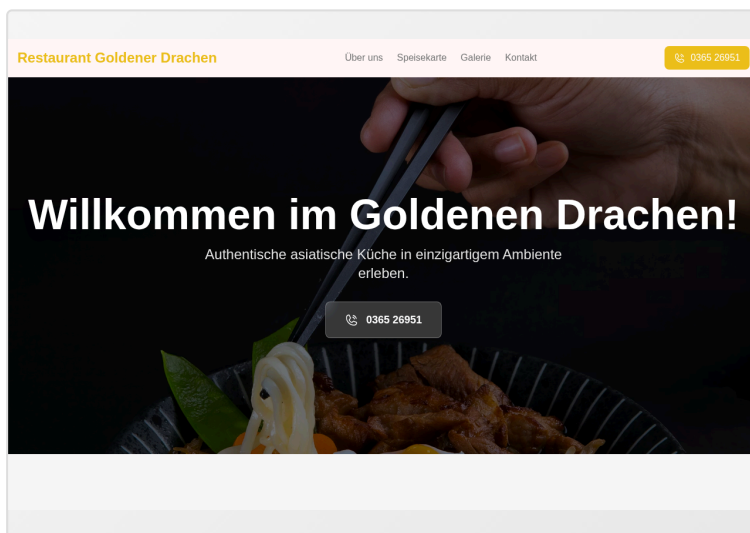 Restaurant Goldener Drachen
Über uns Speisekarte Galerie Kontakt
0365 26951
Willkommen im Goldenen Drachen!
Authentische asiatische Küche in einzigartigem Ambiente
erleben.
0365 26951